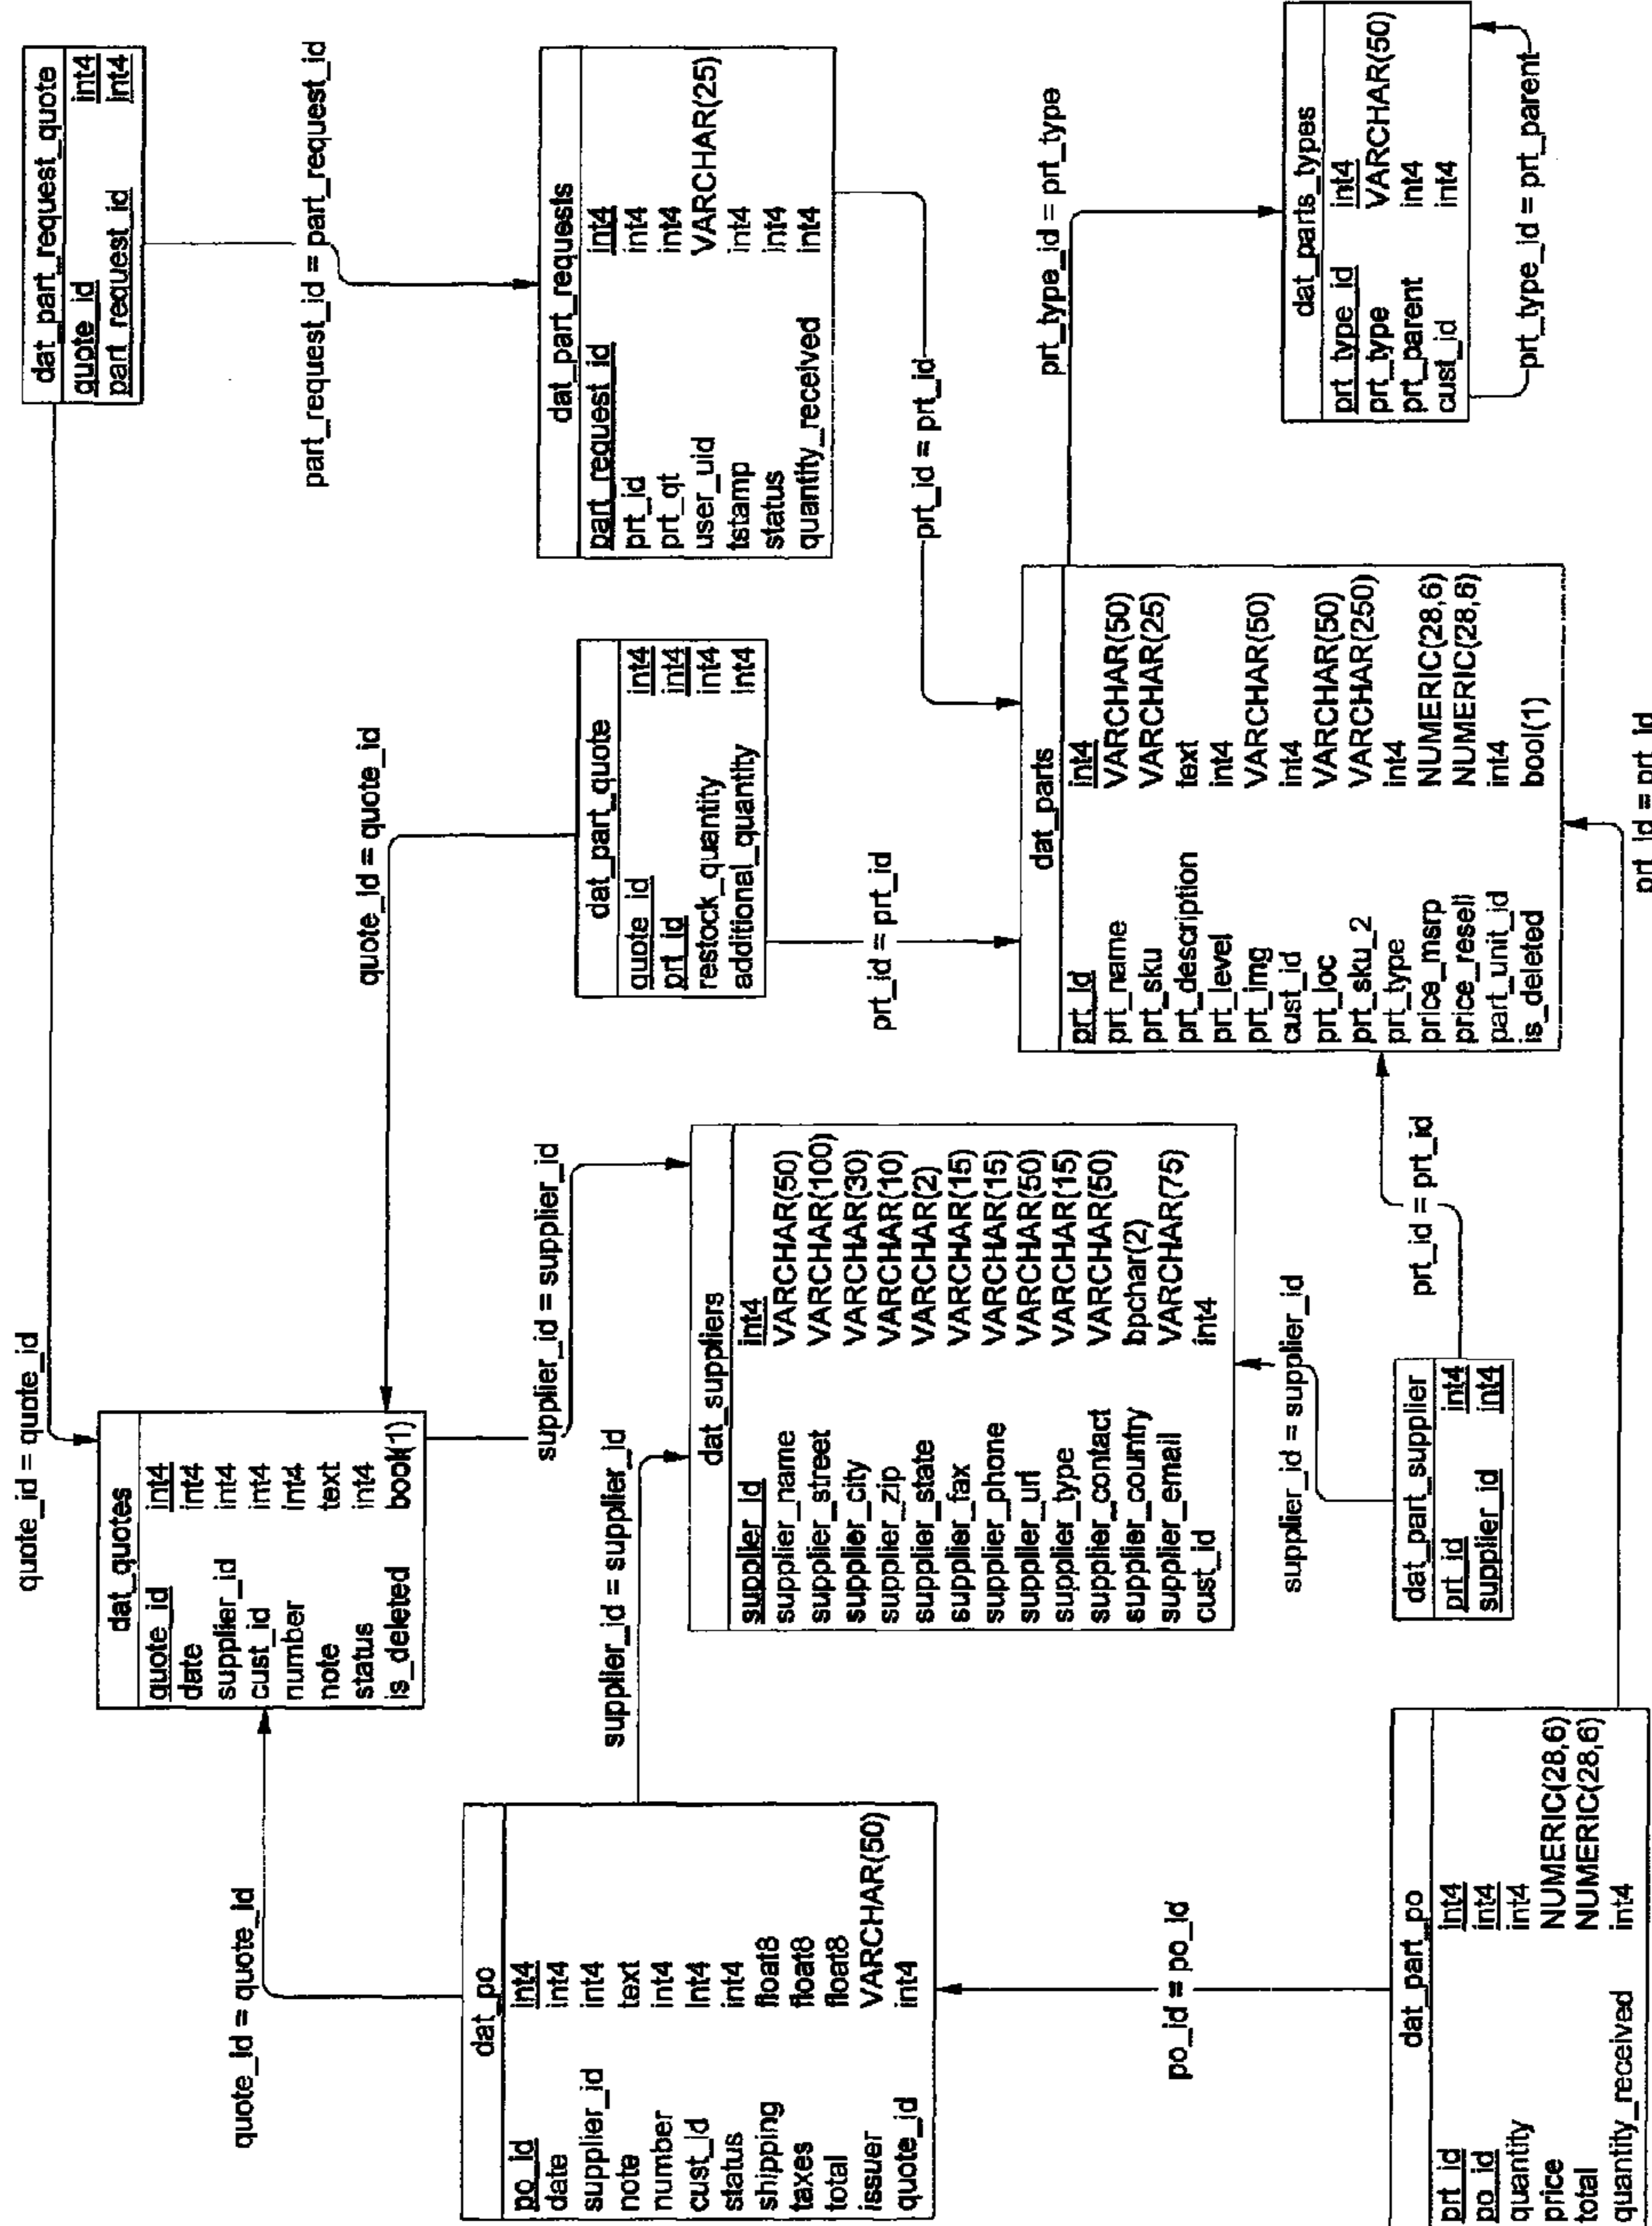 dat_part_request_quote
quote_id int4
part_request_id int4
quote_id = quote_id
part_request_id = part_request_id
dat_quotes
quote_id int4
date int4
supplier_id int4
cust_id int4
number int4
note text
status int4
is_deleted bool(1)
quote_id = quote_id
quote_id = quote_id
dat_part_requests
part_request_id int4
prt_id int4
prt_qt int4
user_uid VARCHAR(25)
tstamp int4
status int4
quantity_received int4
dat_part_quote
quote_id int4
prt_id int4
restock_quantity int4
additional_quantity int4
supplier_id = supplier_id
supplier_id = supplier_id
dat_po
po_id int4
date int4
supplier_id int4
note text
number int4
cust_id int4
status int4
shipping float8
taxes float8
total float8
issuer VARCHAR(50)
quote_id int4
dat_suppliers
supplier_id int4
supplier_name VARCHAR(50)
supplier_street VARCHAR(100)
supplier_city VARCHAR(30)
supplier_zip VARCHAR(10)
supplier_state VARCHAR(2)
supplier_fax VARCHAR(15)
supplier_phone VARCHAR(15)
supplier_url VARCHAR(50)
supplier_type VARCHAR(15)
supplier_contact VARCHAR(50)
supplier_country bpchar(2)
supplier_email VARCHAR(75)
cust_id int4
prt_id = prt_id
prt_id = prt_id
prt_type_id = prt_type
dat_parts
prt_id int4
prt_name VARCHAR(50)
prt_sku VARCHAR(25)
prt_description text
prt_level int4
prt_img VARCHAR(50)
cust_id int4
prt_loc VARCHAR(50)
prt_sku_2 VARCHAR(250)
prt_type int4
price_msrp NUMERIC(28,6)
price_resell NUMERIC(28,6)
part_unit_id int4
is_deleted bool(1)
dat_parts_types
prt_type_id int4
prt_type VARCHAR(50)
prt_parent int4
cust_id int4
prt_type_id = prt_parent
po_id = po_id
supplier_id = supplier_id
prt_id = prt_id
dat_part_supplier
prt_id int4
supplier_id int4
dat_part_po
prt_id int4
po_id int4
quantity int4
price NUMERIC(28,6)
total NUMERIC(28,6)
quantity_received int4
prt_id = prt_id